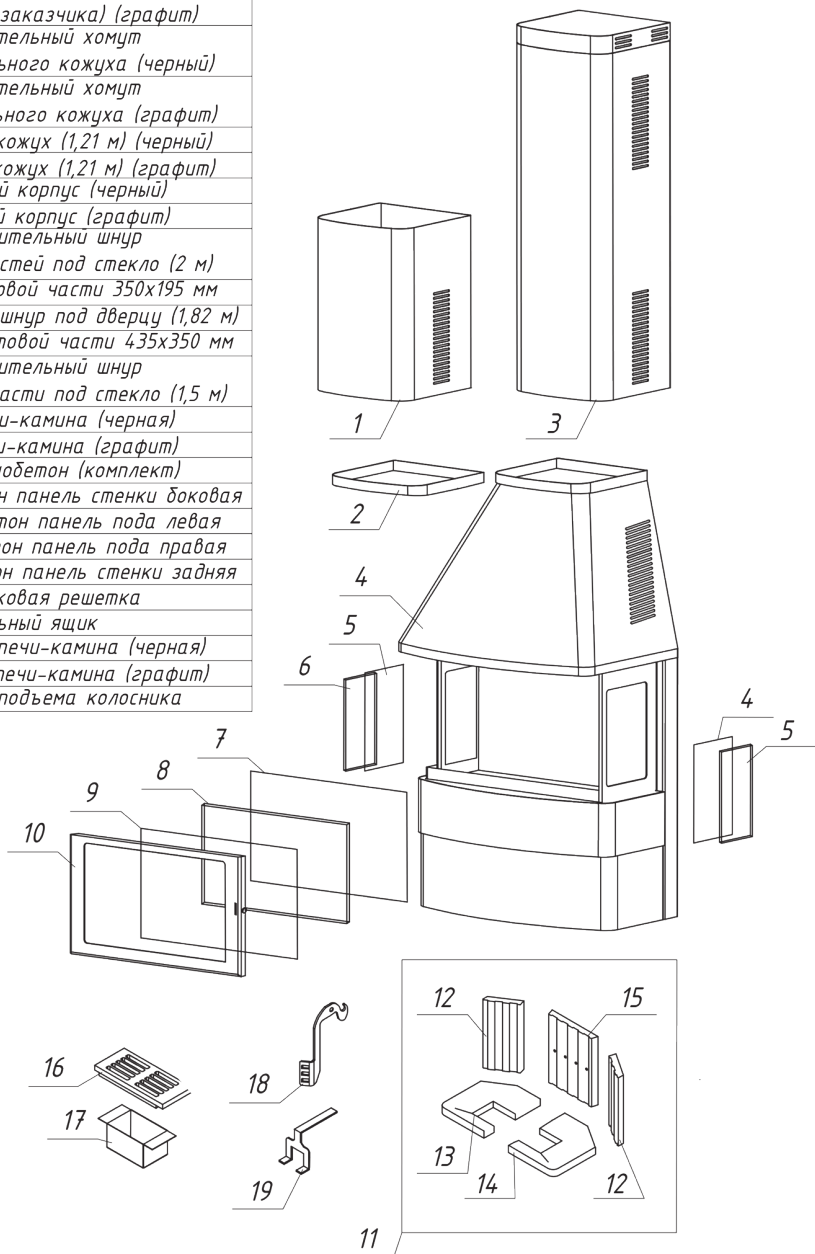 заказчика) (графит)
тельный хомут
ьного кожуха (черный)
тельный хомут
ьного кожуха (графит)
кожух (1,21 м) (черный)
кожух (1,21 м) (графит)
й корпус (черный)
й корпус (графит)
ительный шнур
стей под стекло (2 м)
овой части 350х195 мм
шнур под дверцу (1,82 м)
товой части 435х350 мм
ительный шнур
части под стекло (1,5 м)
и-камина (черная)
и-камина (графит)
обетон (комплект)
н панель стенки боковая
тон панель пода левая
он панель пода правая
он панель стенки задняя
ковая решетка
ьный ящик
печи-камина (черная)
печи-камина (графит)
подъема колосника
1
3
2
4
5
6
4
5
7
8
9
10
12
15
16
18
17
13
14
12
19
11